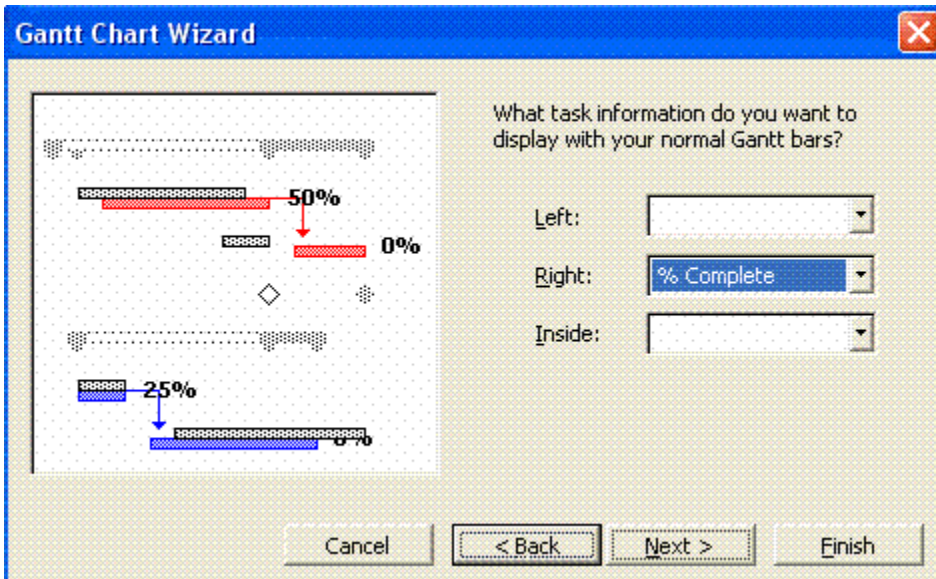 Gantt Chart Wizard
What task information do you want to
display with your normal Gantt bars?
50%
0%
25%
Left:
Right: % Complete
Inside:
Cancel < Back Next > Finish